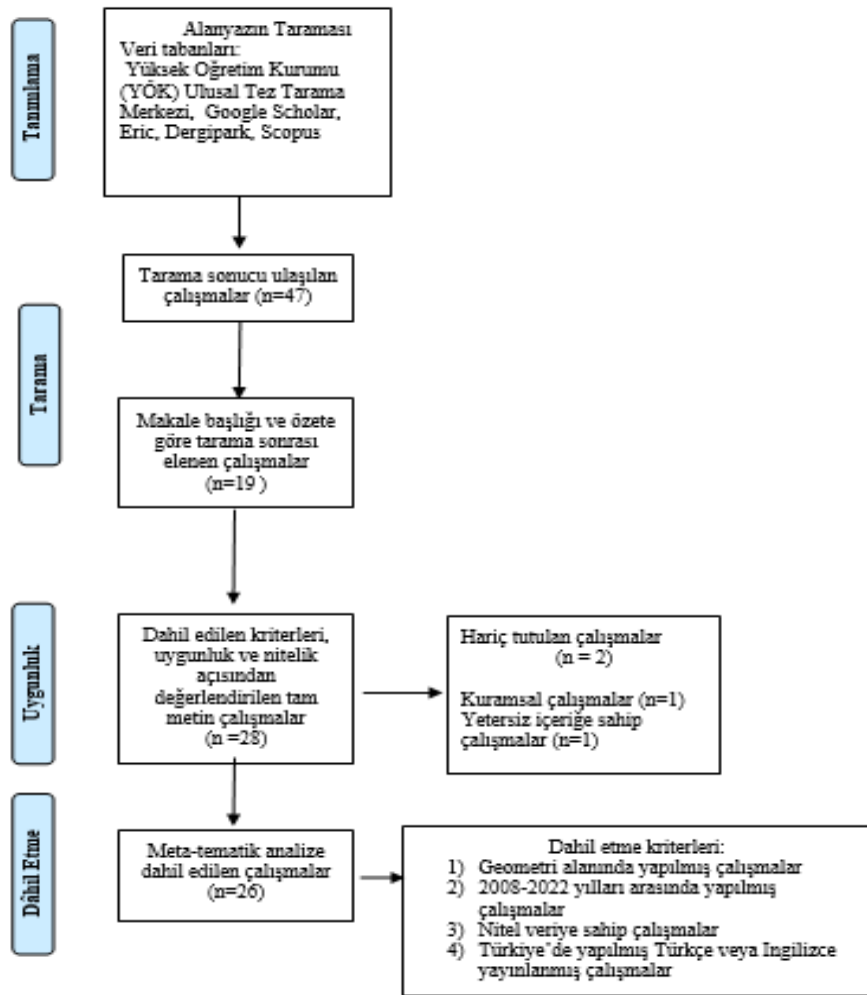 Tanımlama
Alanyazın Taraması
Veri tabanları:
Yüksek Oğretim Kurumu
(YÖK) Ulusal Tez Tarama
Merkezi, Google Scholar,
Eric, Dergipark, Scopus
Tarama
Tarama sonucu ulaşılan
çalışmalar (n=47)
Makale başlığı ve özete
göre tarama sonrası
elenen çalışmalar
(n=19 )
Uygunluk
Dahil edilen kriterleri,
uygunluk ve nitelik
açısından
değerlendirilen tam
metin çalışmalar
(n =28)
Hariç tutulan çalışmalar
(n = 2)
Kuramsal çalışmalar (n=1)
Yetersiz içeriğe sahip
çalışmalar (n=1)
Dâhil Etme
Meta-tematik analize
dahil edilen çalışmalar
(n=26)
Dahil etme kriterleri:
1) Geometri alanında yapılmış çalışmalar
2) 2008-2022 yılları arasında yapılmış
çalışmalar
3) Nitel veriye sahip çalışmalar
4) Türkiye’de yapılmış Türkçe veya Ingilizce
yayınlanmış çalışmalar